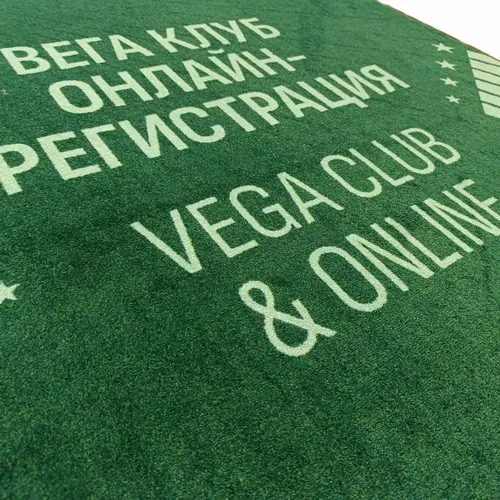 ВЕГА КЛУБ
ОНЛАЙН-
РЕГИСТРАЦИЯ
VEGA CLUB
& ONLINE